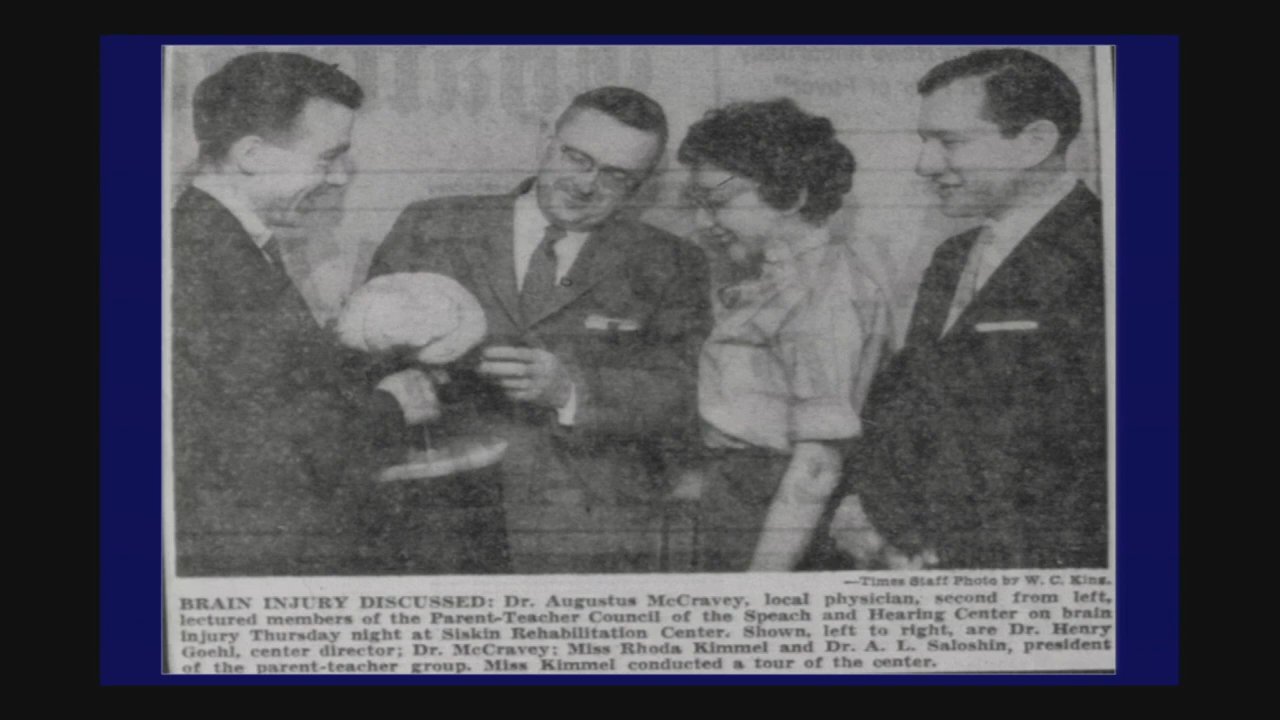 —Times Staff Photo by W. C. King.
BRAIN INJURY DISCUSSED: Dr. Augustus McCravey, local physician, second from left,
lectured members of the Parent-Teacher Council of the Speach and Hearing Center on brain
injury Thursday night at Siskin Rehabilitation Center. Shown, left to right, are Dr. Henry
Goehl, center director; Dr. McCravey; Miss Rhoda Kimmel and Dr. A. L. Saloshin, president
of the parent-teacher group. Miss Kimmel conducted a tour of the center.